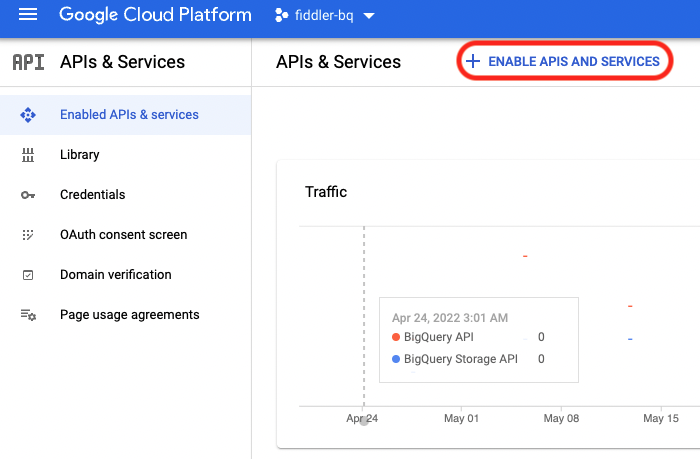 Google Cloud Platform fiddler-bq
API APIs & Services
APIs & Services + ENABLE APIS AND SERVICES
Enabled APIs & services
Library
Credentials
OAuth consent screen
Domain verification
Page usage agreements
Traffic
Apr 24, 2022 3:01 AM
BigQuery API 0
BigQuery Storage API 0
Apr 24 May 01 May 08 May 15